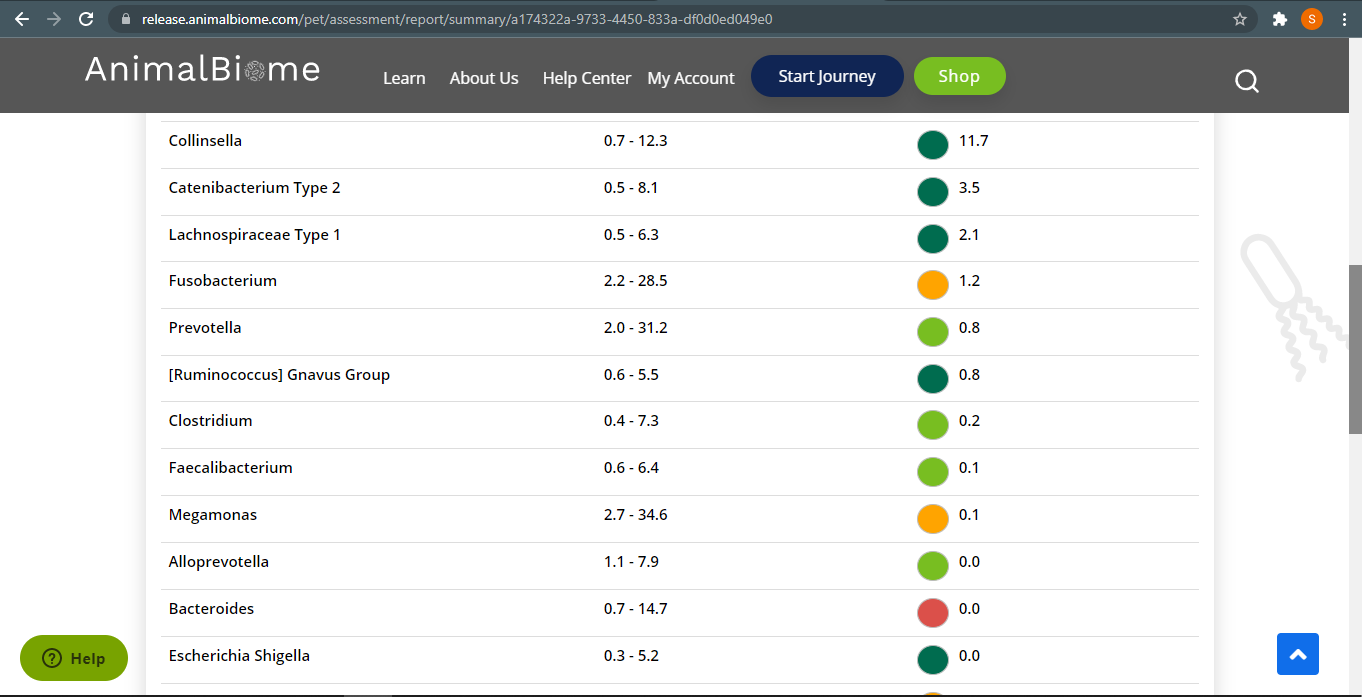 release.animalbiome.com/pet/assessment/report/summary/a174322a-9733-4450-833a-df0d0ed049e0
S
AnimalBiome
Learn About Us Help Center My Account Start Journey Shop
Collinsella 0.7 - 12.3 11.7
Catenibacterium Type 2 0.5 - 8.1 3.5
Lachnospiraceae Type 1 0.5 - 6.3 2.1
Fusobacterium 2.2 - 28.5 1.2
Prevotella 2.0 - 31.2 0.8
[Ruminococcus] Gnavus Group 0.6 - 5.5 0.8
Clostridium 0.4 - 7.3 0.2
Faecalibacterium 0.6 - 6.4 0.1
Megamonas 2.7 - 34.6 0.1
Alloprevotella 1.1 - 7.9 0.0
Bacteroides 0.7 - 14.7 0.0
Escherichia Shigella 0.3 - 5.2 0.0
? Help